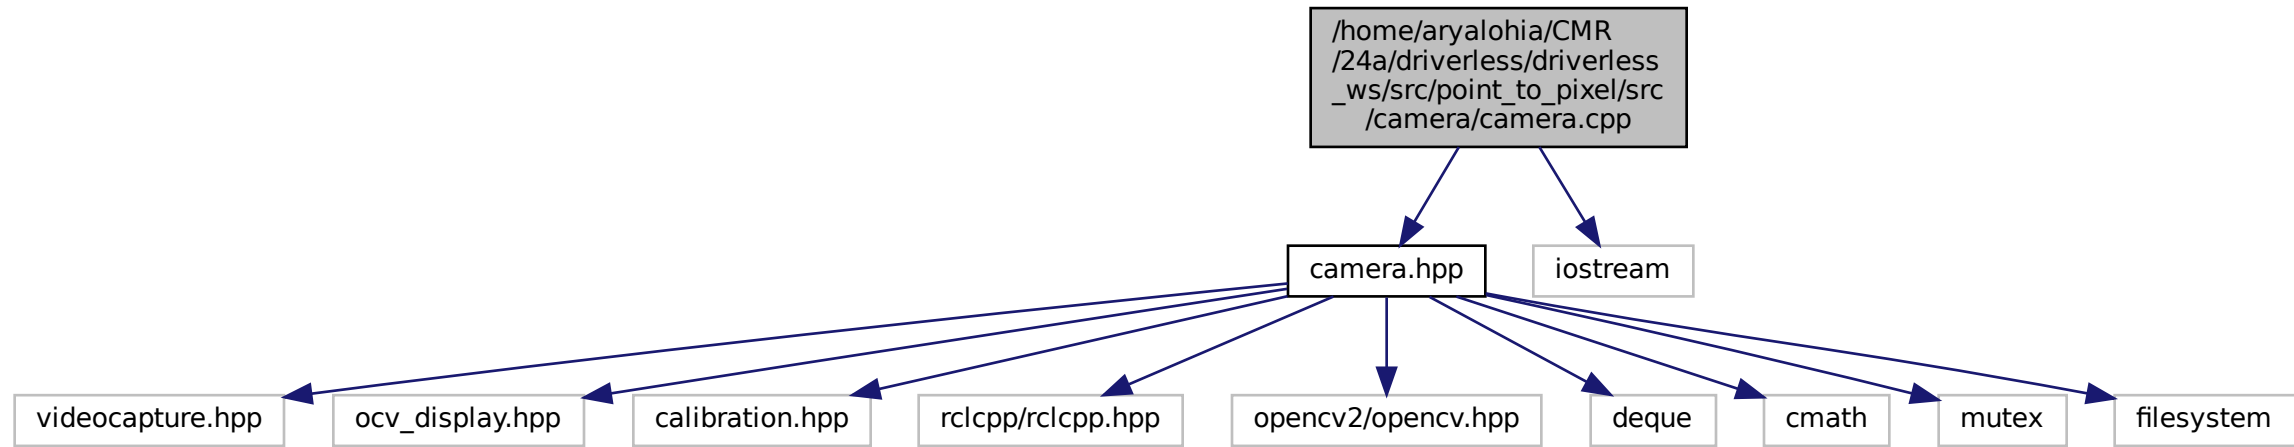 /home/aryalohia/CMR
/24a/driverless/driverless
_ws/src/point_to_pixel/src
/camera/camera.cpp
camera.hpp
iostream
videocapture.hpp
ocv_display.hpp
calibration.hpp
rclcpp/rclcpp.hpp
opencv2/opencv.hpp
deque
cmath
mutex
filesystem